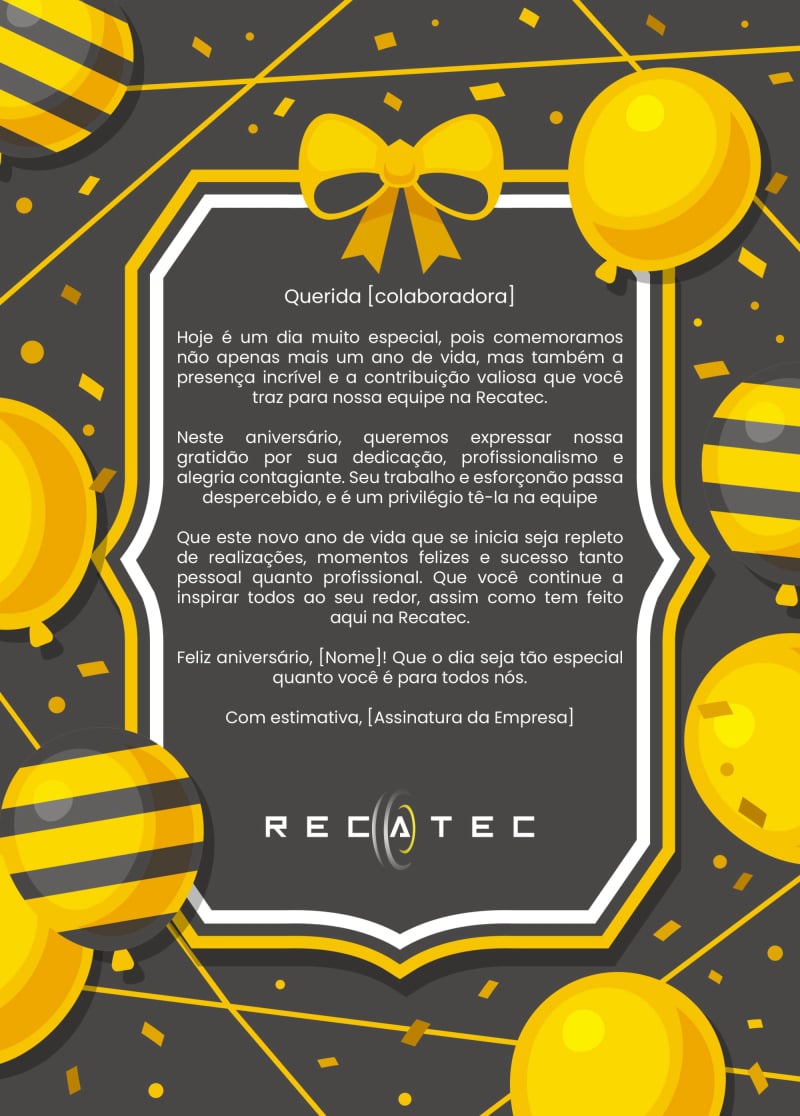 Querida [colaboradora]
Hoje é um dia muito especial, pois comemoramos
não apenas mais um ano de vida, mas também a
presença incrível e a contribuição valiosa que você
traz para nossa equipe na Recatec.
Neste aniversário, queremos expressar nossa
gratidão por sua dedicação, profissionalismo e
alegria contagiante. Seu trabalho e esforçonão passa
despercebido, e é um privilégio tê-la na equipe
Que este novo ano de vida que se inicia seja repleto
de realizações, momentos felizes e sucesso tanto
pessoal quanto profissional. Que você continue a
inspirar todos ao seu redor, assim como tem feito
aqui na Recatec.
Feliz aniversário, [Nome]! Que o dia seja tão especial
quanto você é para todos nós.
Com estimativa, [Assinatura da Empresa]
RECATEC